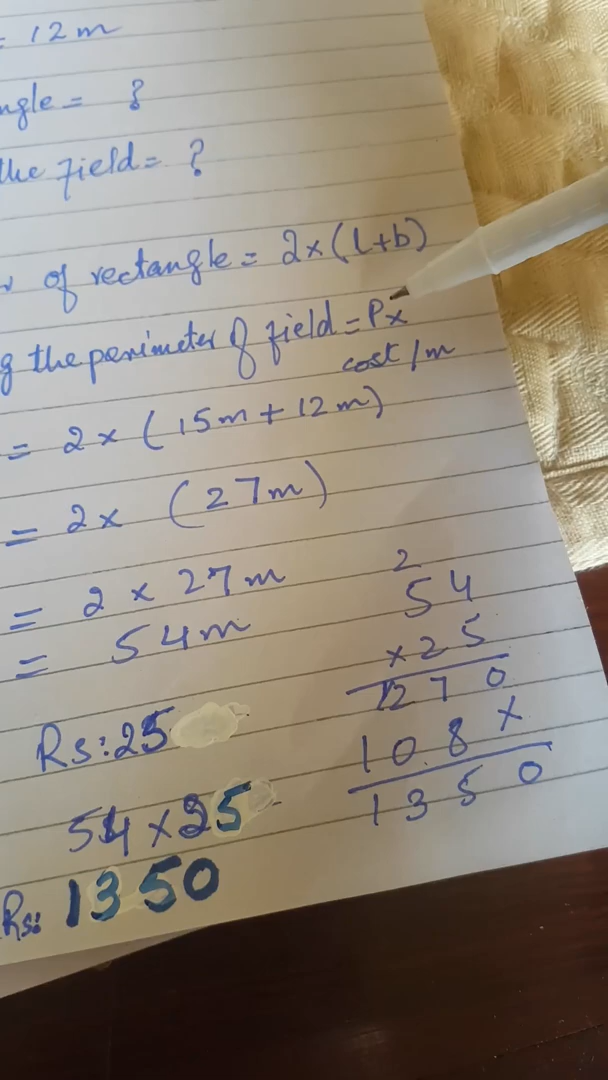 = 12m
ngle = ?
the field = ?
of rectangle = 2×(l+b)
g the perimeter of field = P×
cost/m
= 2 × (15m + 12m)
= 2 × (27m)
= 2 × 27m
= 54m
Rs: 25
54 × 25
Rs: 1350
2
54
×25
270
108×
1350